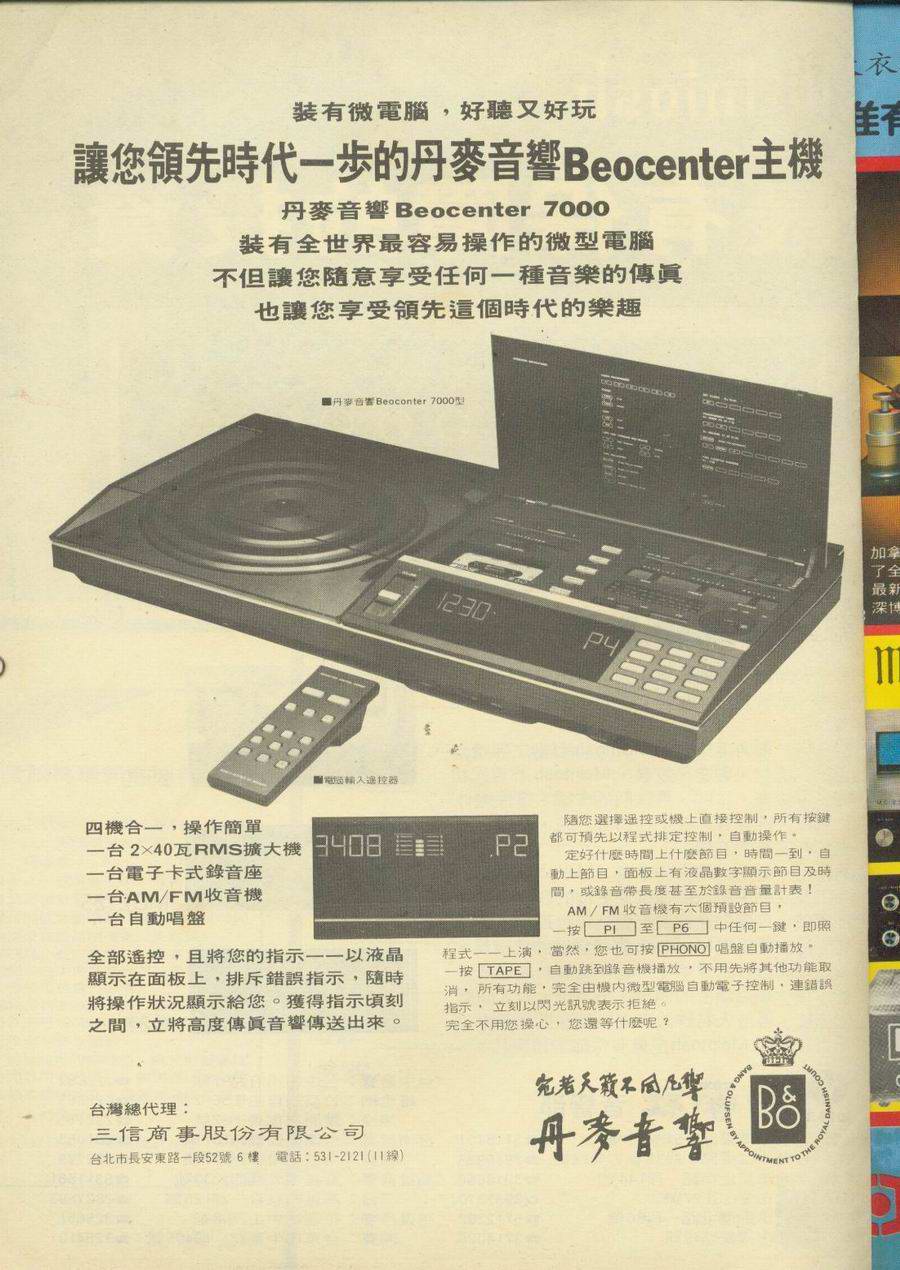 裝有微電腦，好聽又好玩
讓您領先時代一步的丹麥音響Beocenter主機
丹麥音響Beocenter 7000
裝有全世界最容易操作的微型電腦
不但讓您隨意享受任何一種音樂的傳眞
也讓您享受領先這個時代的樂趣
■丹麥音響Beoconter 7000型
1230
P4
■電腦輸入遙控器
四機合一，操作簡單
一台 2×40瓦RMS擴大機
一台電子卡式錄音座
一台AM/FM收音機
一台自動唱盤
全部遙控，且將您的指示一一以液晶
顯示在面板上，排斥錯誤指示，隨時
將操作狀況顯示給您。獲得指示頃刻
之間，立將高度傳眞音響傳送出來。
3408 .P2
隨您選擇遥控或機上直接控制，所有按鍵
都可預先以程式排定控制，自動操作。
定好什麼時間上什麼節目，時間一到，自
動上節目，面板上有液晶數字顯示節目及時
間，或錄音帶長度甚至於錄音音量計表！
AM / FM 收音機有六個預設節目，
一按 P1 至 P6 中任何一鍵，即照
程式一一上演，當然，您也可按 PHONO 唱盤自動播放。
一按 TAPE ，自動跳到錄音機播放，不用先將其他功能取
消，所有功能，完全由機內微型電腦自動電子控制，連錯誤
指示，立刻以閃光訊號表示拒絕。
完全不用您操心，您還等什麼呢？
台灣總代理：
三信商事股份有限公司
台北市長安東路一段52號 6 樓 電話：531-2121(11線)
宛若天籟不同凡響
丹麥音響
B&O
BANG & OLUFSEN BY APPOINTMENT TO THE ROYAL DANISH COURT
衣
加拿
了全
最新
深博